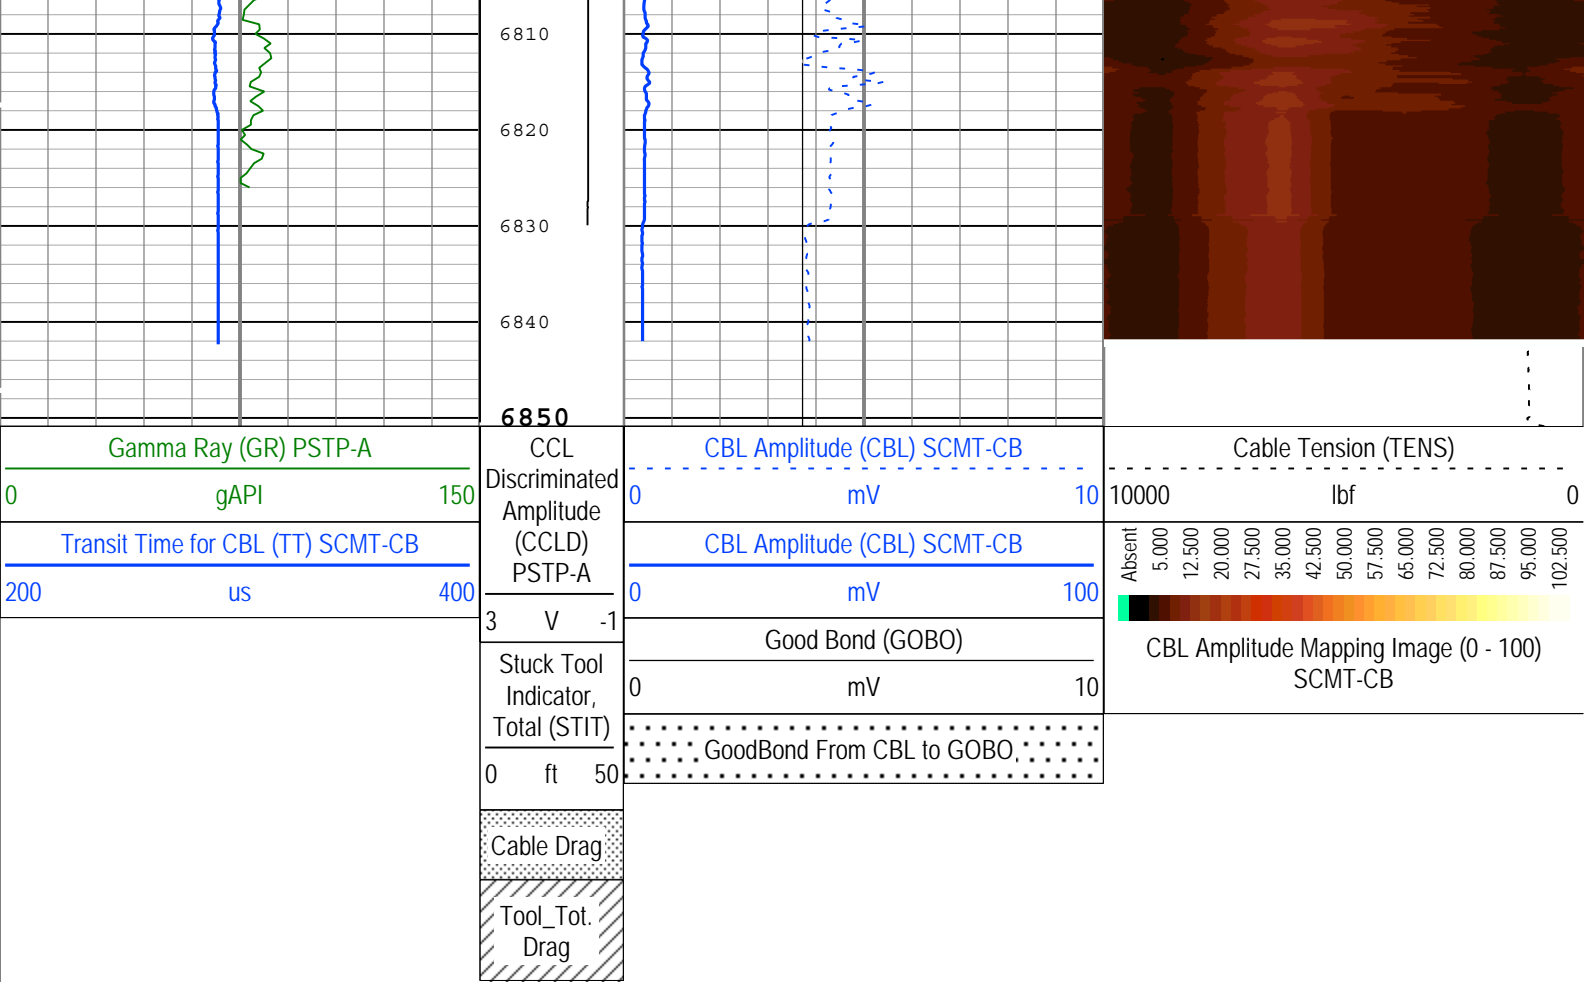 6810
6820
6830
6840
6850
Gamma Ray (GR) PSTP-A
0 gAPI 150
Transit Time for CBL (TT) SCMT-CB
200 us 400
CCL
Discriminated
Amplitude
(CCLD)
PSTP-A
3 V -1
Stuck Tool
Indicator,
Total (STIT)
0 ft 50
Cable Drag
Tool_Tot.
Drag
CBL Amplitude (CBL) SCMT-CB
0 mV 10
CBL Amplitude (CBL) SCMT-CB
0 mV 100
Good Bond (GOBO)
0 mV 10
GoodBond From CBL to GOBO
Cable Tension (TENS)
10000 lbf 0
Absent 5.000 12.500 20.000 27.500 35.000 42.500 50.000 57.500 65.000 72.500 80.000 87.500 95.000 102.500
CBL Amplitude Mapping Image (0 - 100)
SCMT-CB